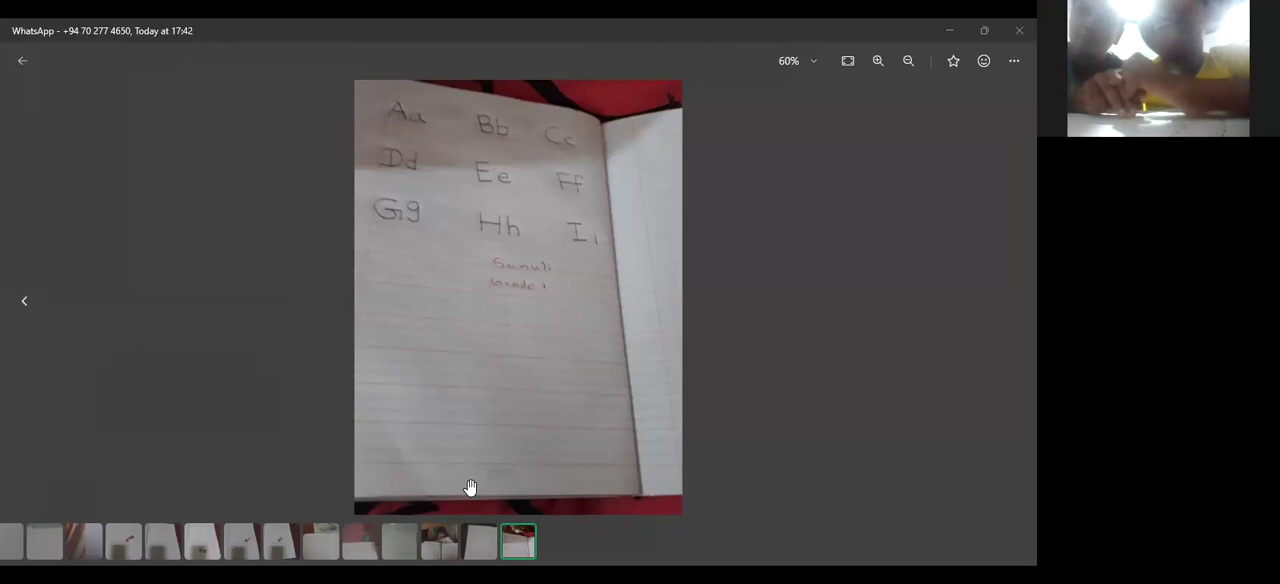 WhatsApp - +94 70 277 4650, Today at 17:42
60%
Aa Bb Cc
Dd Ee Ff
Gg Hh Ii
Sanuli
Grade 1